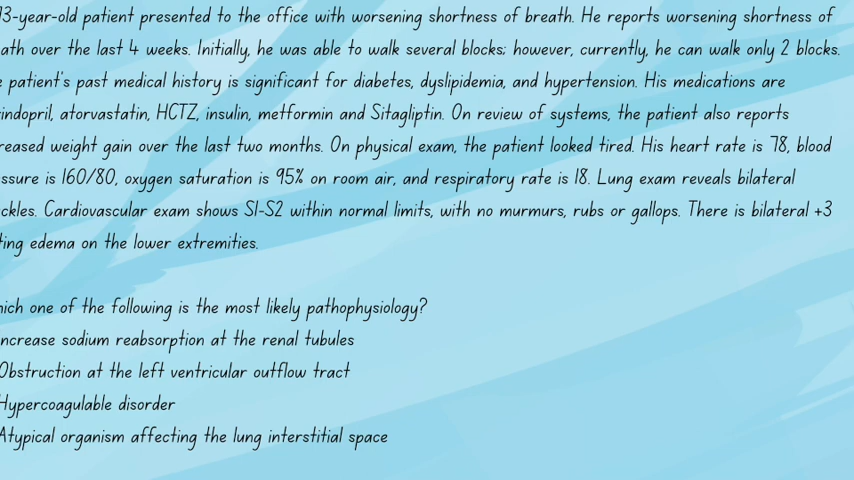 13-year-old patient presented to the office with worsening shortness of breath. He reports worsening shortness of
ath over the last 4 weeks. Initially, he was able to walk several blocks; however, currently, he can walk only 2 blocks.
e patient's past medical history is significant for diabetes, dyslipidemia, and hypertension. His medications are
indopril, atorvastatin, HCTZ, insulin, metformin and Sitagliptin. On review of systems, the patient also reports
reased weight gain over the last two months. On physical exam, the patient looked tired. His heart rate is 78, blood
ssure is 160/80, oxygen saturation is 95% on room air, and respiratory rate is 18. Lung exam reveals bilateral
ckles. Cardiovascular exam shows S1-S2 within normal limits, with no murmurs, rubs or gallops. There is bilateral +3
ting edema on the lower extremities.
hich one of the following is the most likely pathophysiology?
ncrease sodium reabsorption at the renal tubules
Obstruction at the left ventricular outflow tract
Hypercoagulable disorder
Atypical organism affecting the lung interstitial space